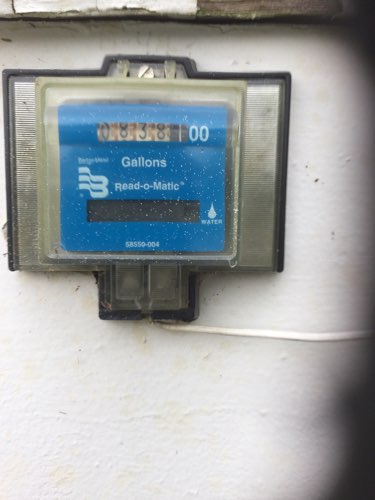 0838100
Gallons
Badger Meter
Read-o-Matic®
WATER
58559-004